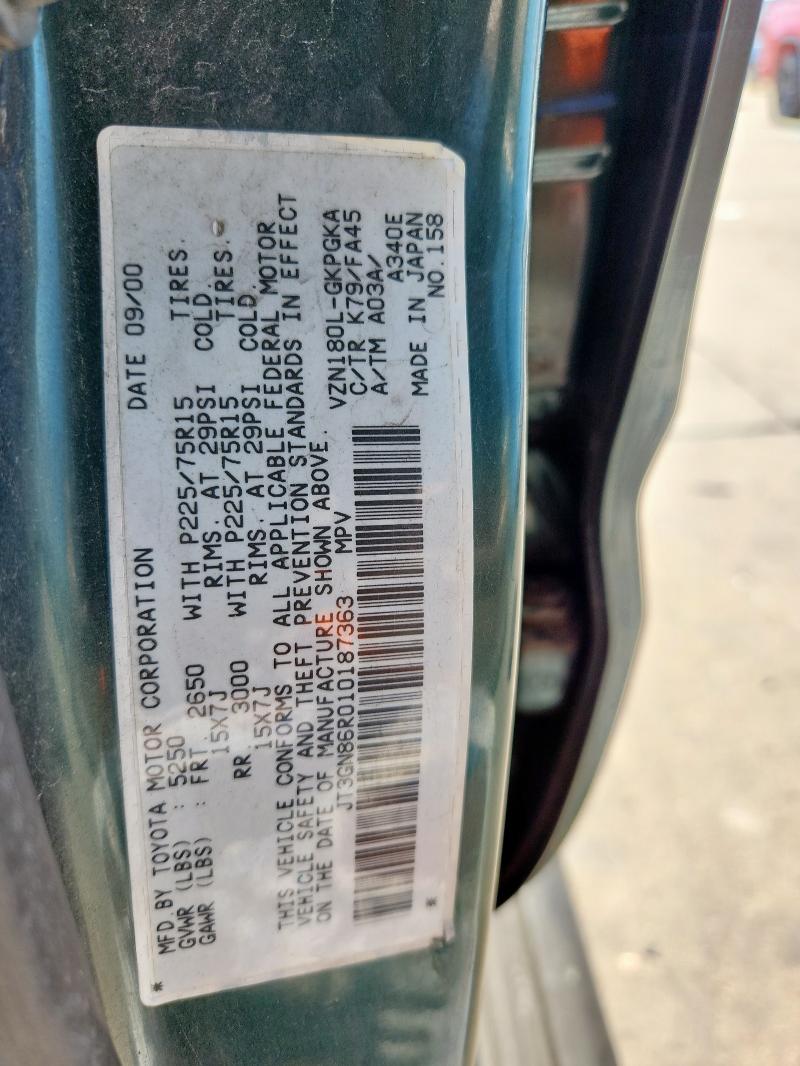 MFD.BY TOYOTA MOTOR CORPORATION DATE 09/00
GVWR (LBS) : 5250 WITH P225/75R15 TIRES.
GAWR (LBS) : FRT. 2650 RIMS. AT 29PSI COLD.
15X7J WITH P225/75R15 TIRES.
RR. 3000 RIMS. AT 29PSI COLD.
15X7J
THIS VEHICLE CONFORMS TO ALL APPLICABLE FEDERAL MOTOR
VEHICLE SAFETY AND THEFT PREVENTION STANDARDS IN EFFECT
ON THE DATE OF MANUFACTURE SHOWN ABOVE.
JT3GN86R010187363 MPV VZN180L-GKPGKA
C/TR K79/FA45
A/TM A03A/
A340E
MADE IN JAPAN
NO.158
* *